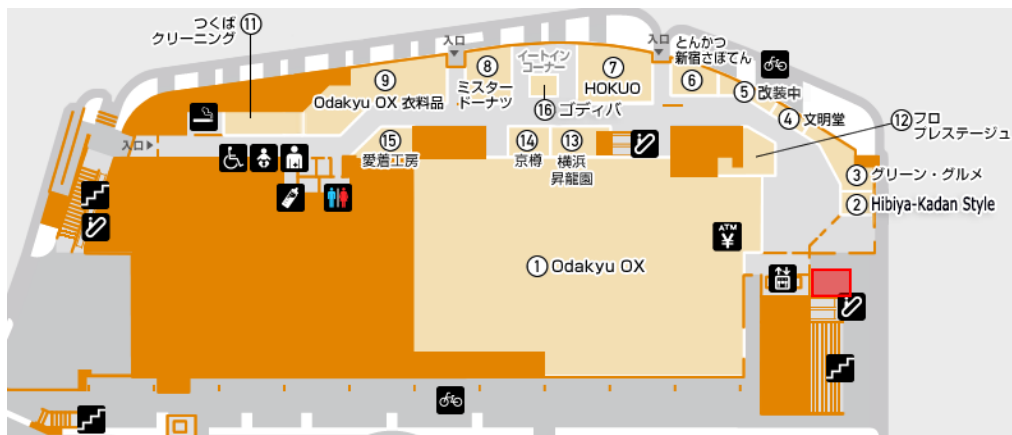 つくば
クリーニング
⑪
入口
⑨
Odakyu OX 衣料品
⑧
ミスター
ドーナツ
イートイン
コーナー
⑯ ゴディバ
⑦
HOKUO
入口
とんかつ
新宿さぼてん
⑥
⑤ 改装中
④ 文明堂
⑫ フロ
プレステージュ
入口
⑮
愛着工房
⑭
京樽
⑬
横浜
昇龍園
③ グリーン・グルメ
② Hibiya-Kadan Style
ATM
¥
① Odakyu OX